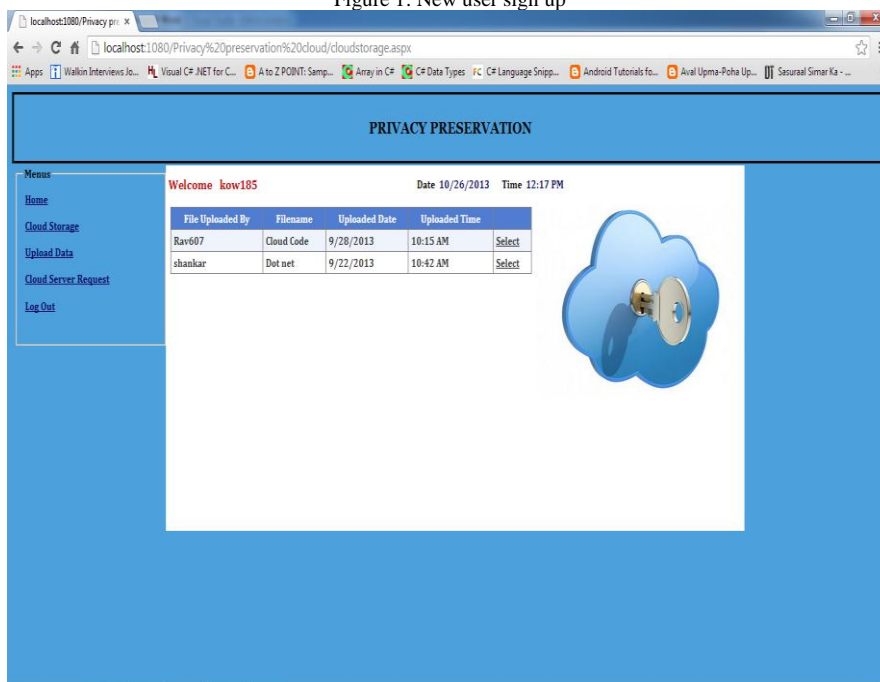 Figure 1. New user sign up
localhost:1080/Privacy pre ×
localhost:1080/Privacy%20preservation%20cloud/cloudstorage.aspx
Apps Walkin Interviews Jo... Visual C# .NET for C... A to Z POINT: Samp... Array in C# C# Data Types C# Language Snipp... Android Tutorials fo... Aval Upma-Poha Up... Sasuraal Simar Ka - ...
PRIVACY PRESERVATION
Menus
Home
Cloud Storage
Upload Data
Cloud Server Request
Log Out
Welcome kow185 Date 10/26/2013 Time 12:17 PM
File Uploaded By Filename Uploaded Date Uploaded Time
Rav607 Cloud Code 9/28/2013 10:15 AM Select
shankar Dot net 9/22/2013 10:42 AM Select